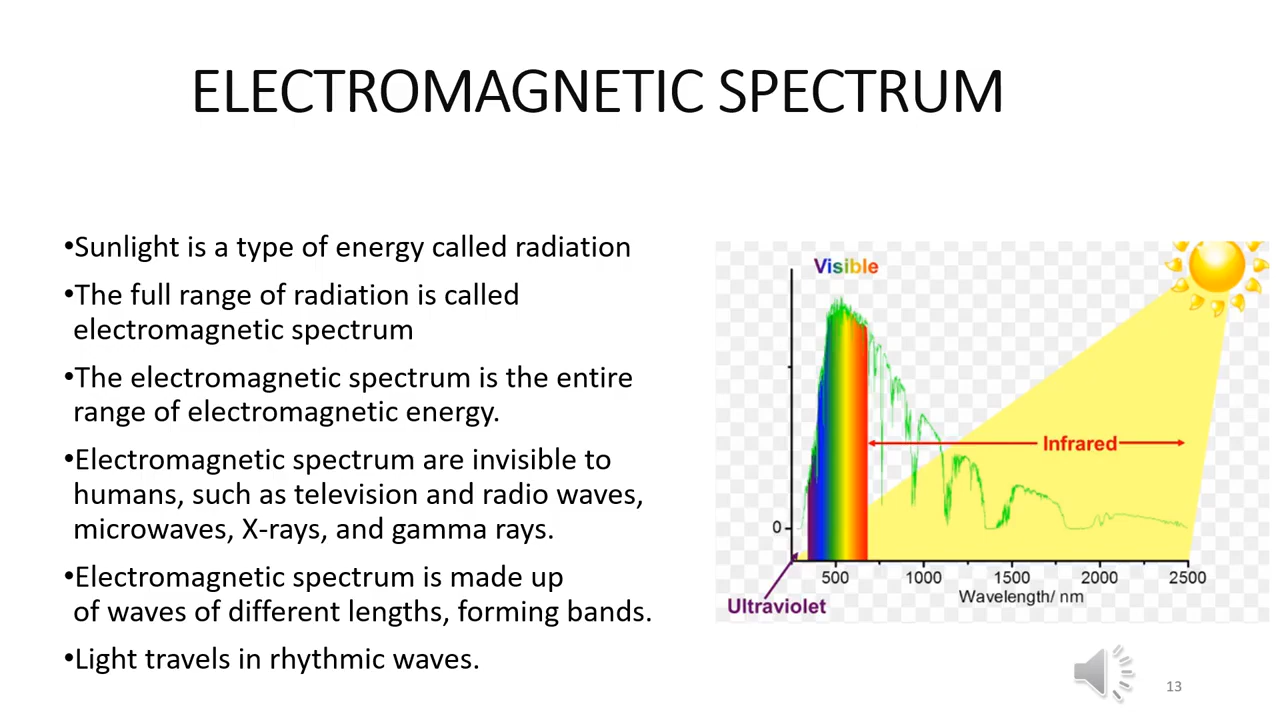 ELECTROMAGNETIC SPECTRUM
•Sunlight is a type of energy called radiation
•The full range of radiation is called
electromagnetic spectrum
•The electromagnetic spectrum is the entire
range of electromagnetic energy.
•Electromagnetic spectrum are invisible to
humans, such as television and radio waves,
microwaves, X-rays, and gamma rays.
•Electromagnetic spectrum is made up
of waves of different lengths, forming bands.
•Light travels in rhythmic waves.
Visible
Infrared
0
500 1000 1500 2000 2500
Wavelength/ nm
Ultraviolet
13